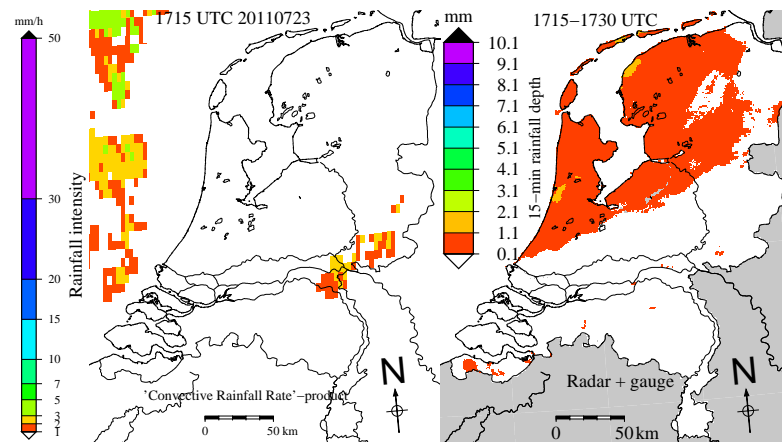 mm/h
50
30
20
15
10
7
5
3
2
1
Rainfall intensity
1715 UTC 20110723
'Convective Rainfall Rate'−product
N
0
50 km
mm
10.1
9.1
8.1
7.1
6.1
5.1
4.1
3.1
2.1
1.1
0.1
15−min rainfall depth
1715−1730 UTC
Radar + gauge
N
0
50 km